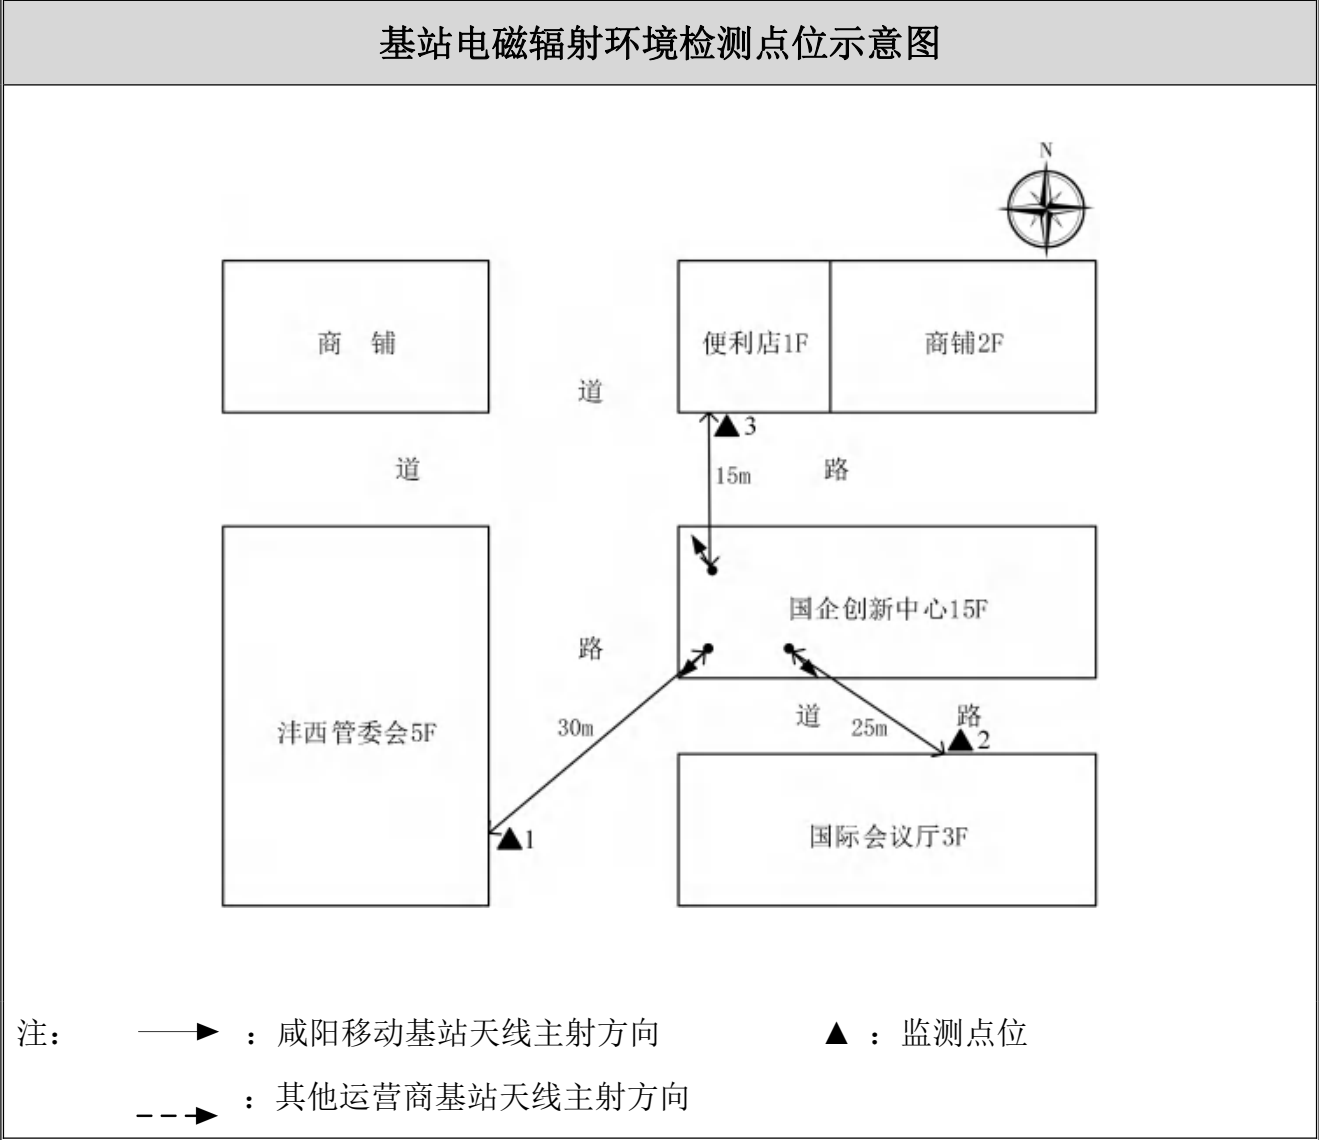 基站电磁辐射环境检测点位示意图
N
商 铺
便利店1F
商铺2F
道
▲3
道
15m
路
国企创新中心15F
路
沣西管委会5F
30m
道
25m
路
▲2
▲1
国际会议厅3F
注：
：咸阳移动基站天线主射方向
▲：监测点位
：其他运营商基站天线主射方向